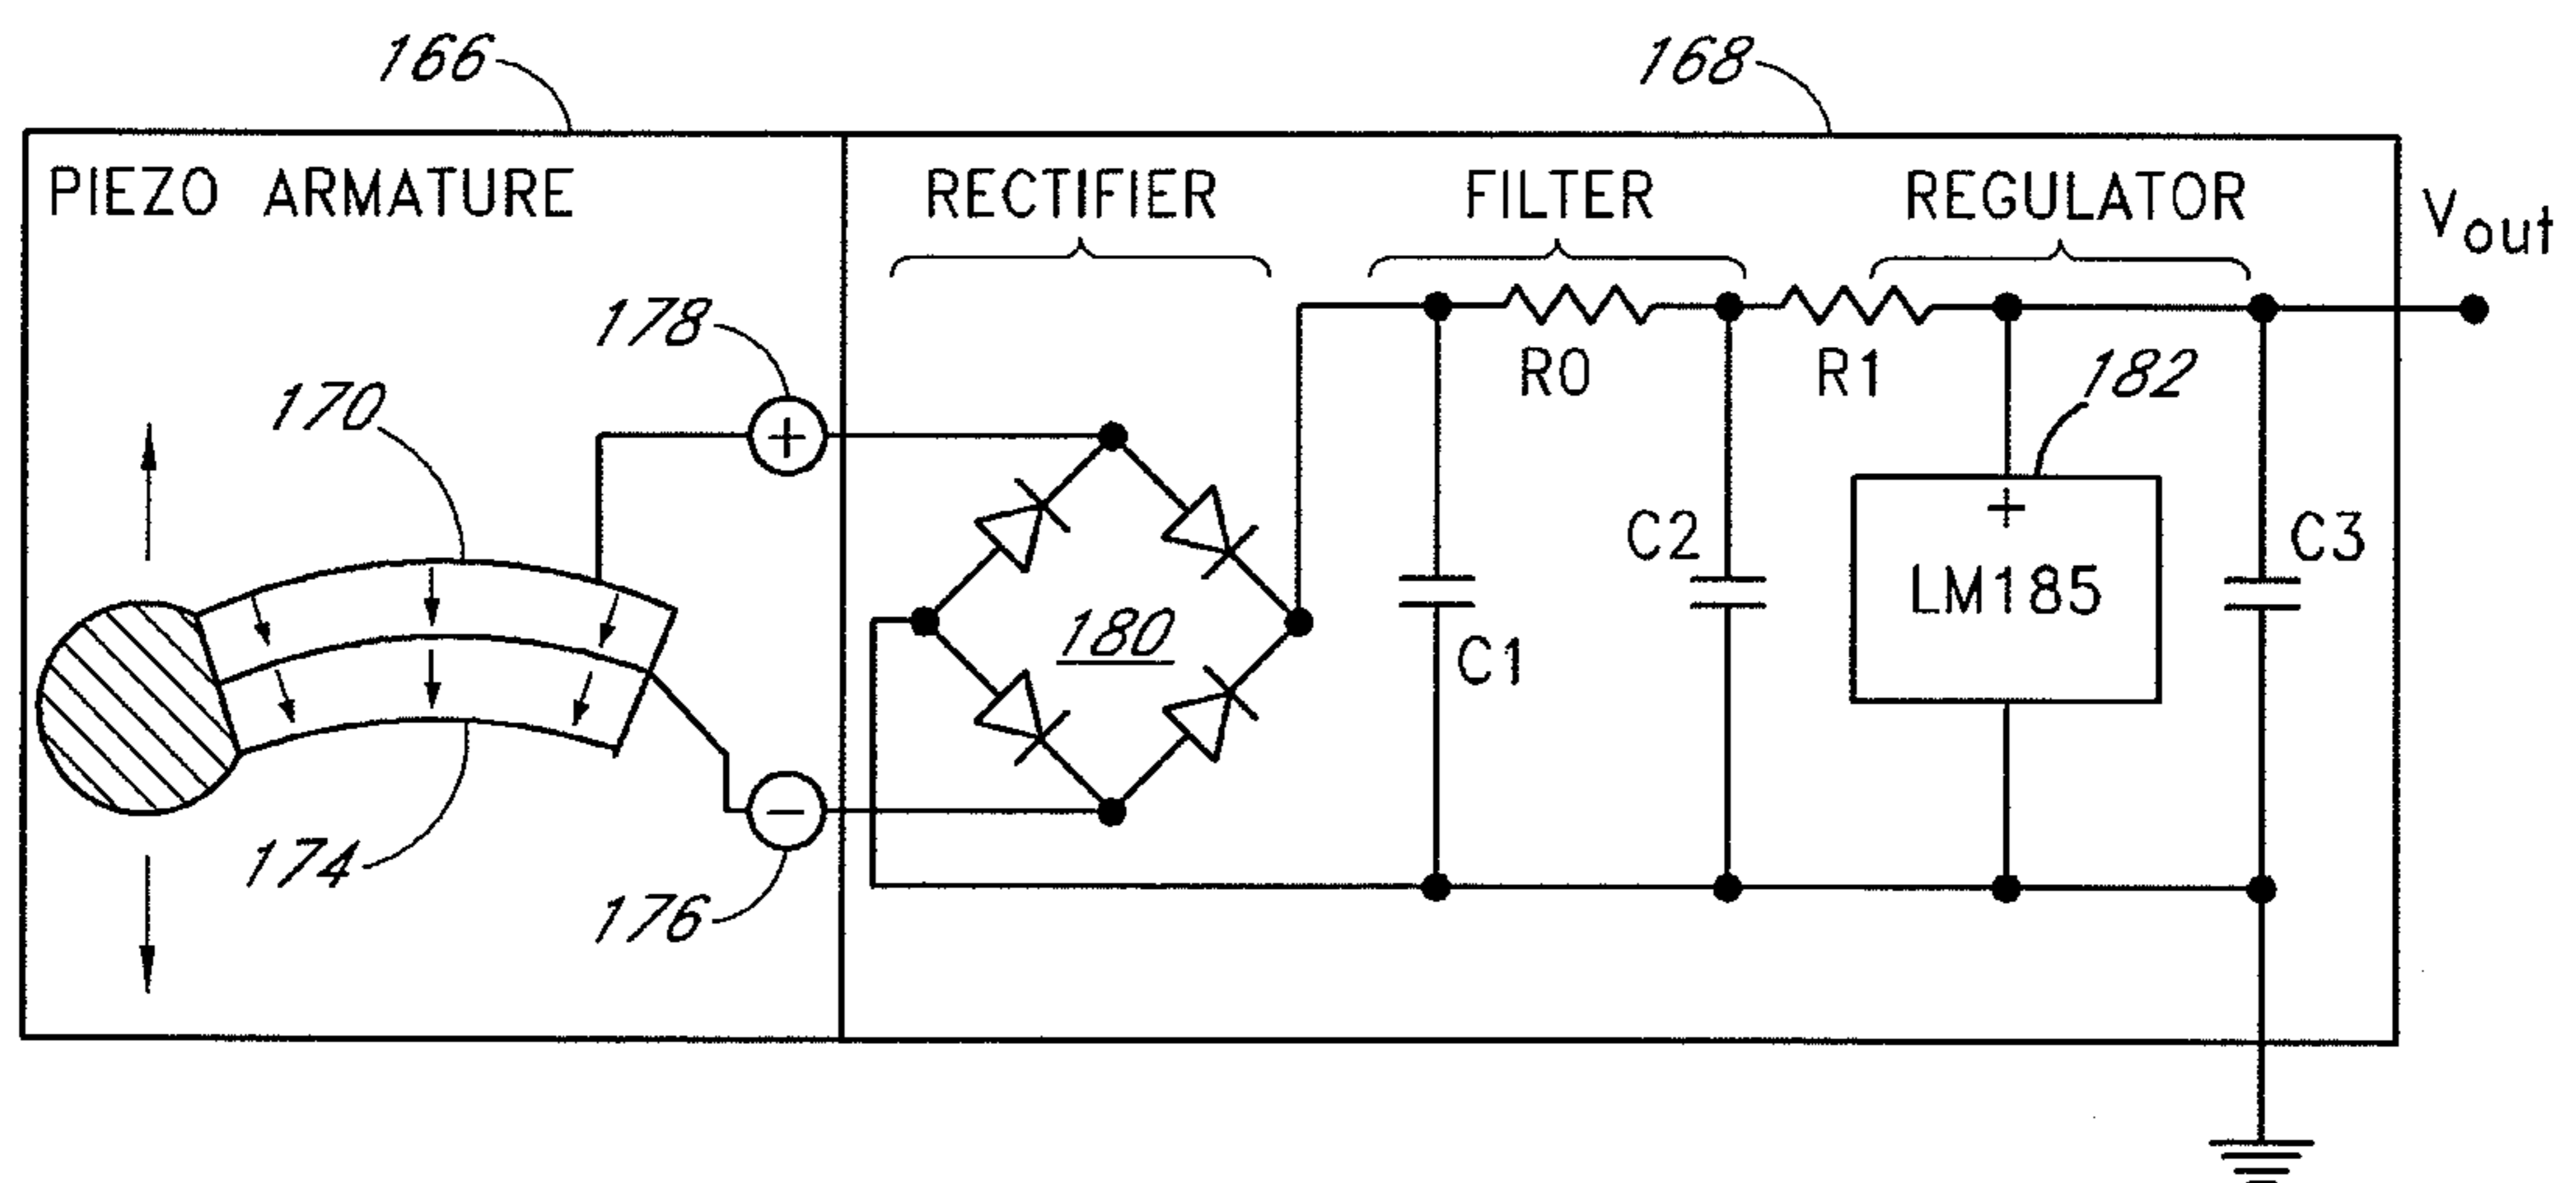 166
168
PIEZO ARMATURE
RECTIFIER
FILTER
REGULATOR
Vout
178
+
R0
R1
182
170
+
C2
LM185
C3
180
C1
174
−
176